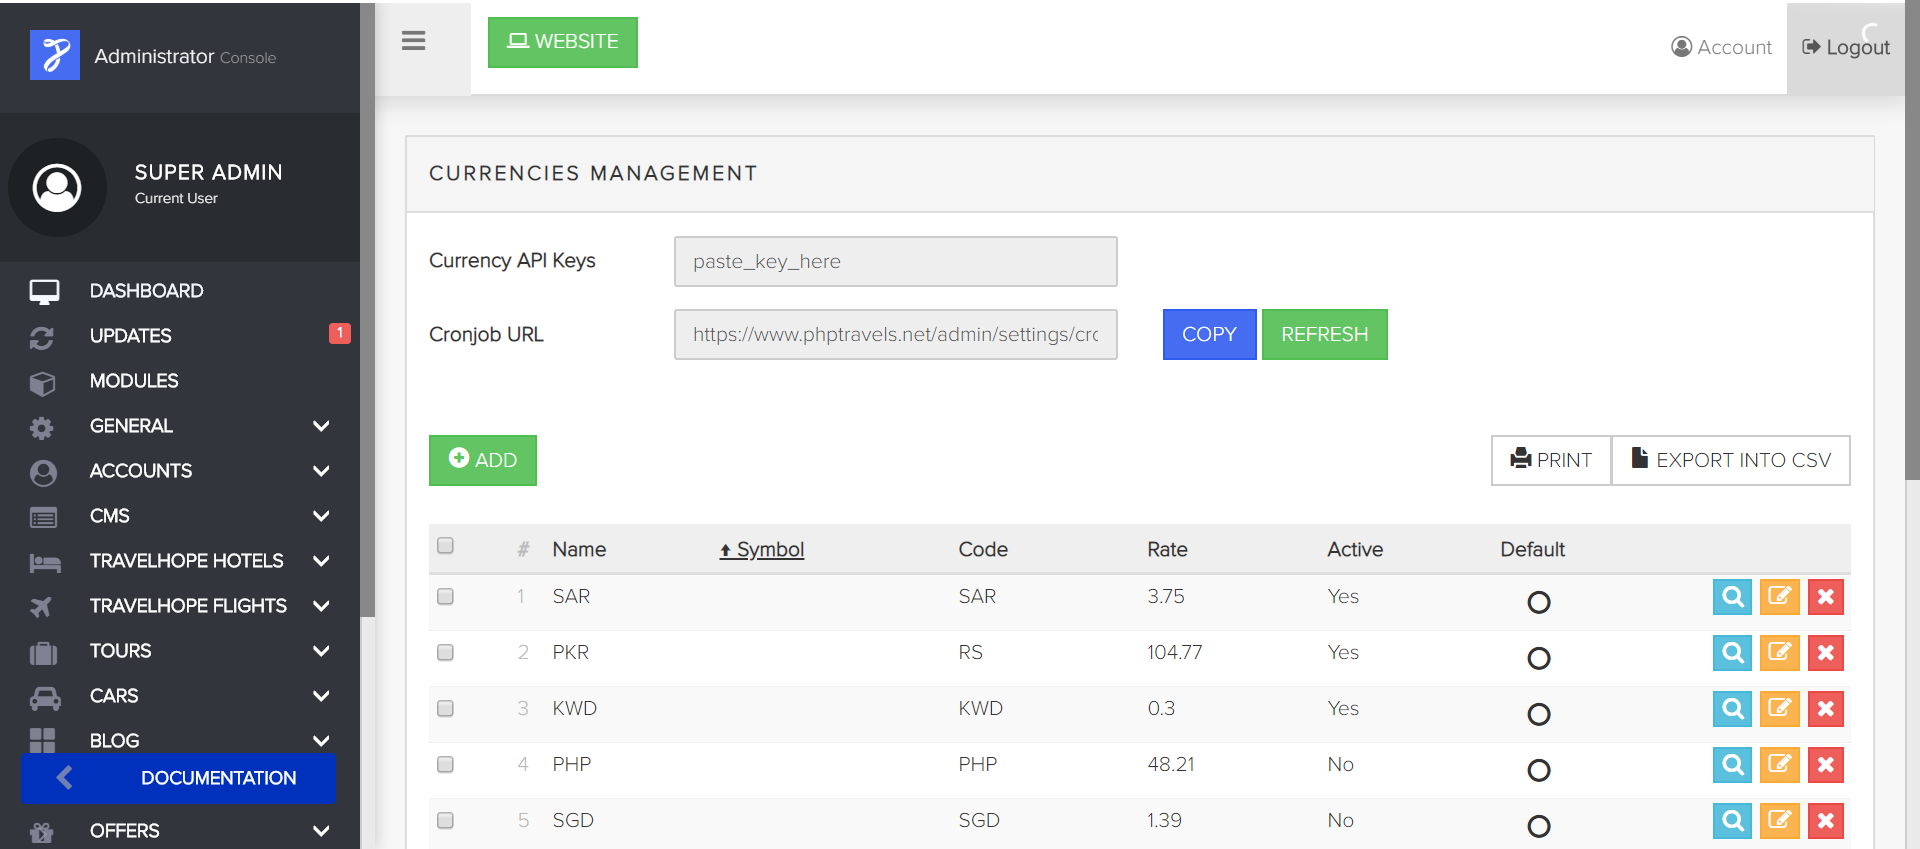 Administrator Console
WEBSITE
Account
Logout
SUPER ADMIN
Current User
DASHBOARD
UPDATES 1
MODULES
GENERAL
ACCOUNTS
CMS
TRAVELHOPE HOTELS
TRAVELHOPE FLIGHTS
TOURS
CARS
BLOG
DOCUMENTATION
OFFERS
CURRENCIES MANAGEMENT
Currency API Keys paste_key_here
Cronjob URL https://www.phptravels.net/admin/settings/crc COPY REFRESH
ADD PRINT EXPORT INTO CSV
# Name Symbol Code Rate Active Default
1 SAR SAR 3.75 Yes
2 PKR RS 104.77 Yes
3 KWD KWD 0.3 Yes
4 PHP PHP 48.21 No
5 SGD SGD 1.39 No